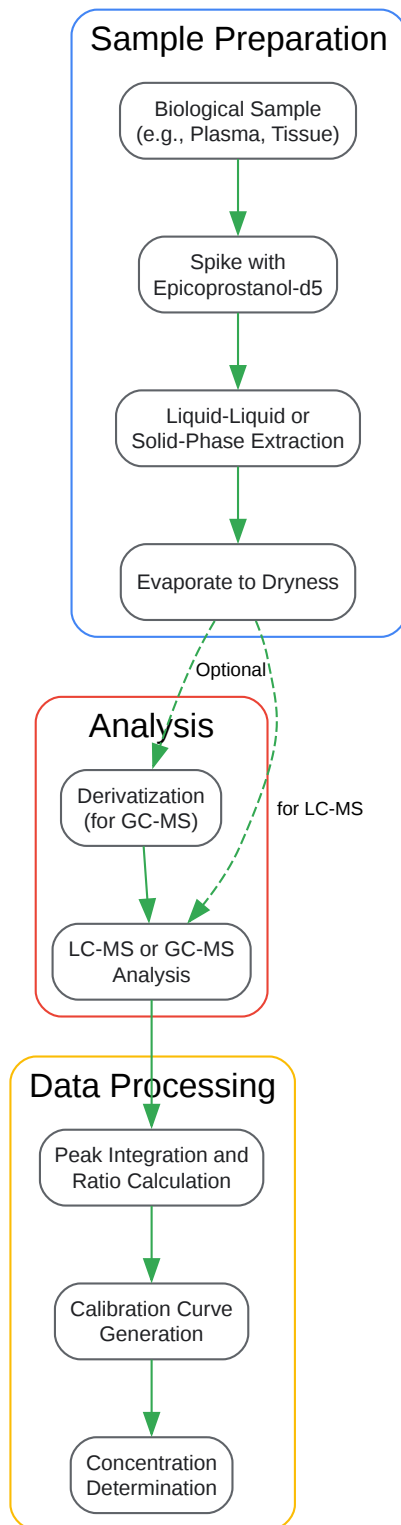 Sample Preparation
Biological Sample
(e.g., Plasma, Tissue)
Spike with
Epicoprostanol-d5
Liquid-Liquid or
Solid-Phase Extraction
Evaporate to Dryness
Optional
Analysis
Derivatization
(for GC-MS)
for LC-MS
LC-MS or GC-MS
Analysis
Data Processing
Peak Integration and
Ratio Calculation
Calibration Curve
Generation
Concentration
Determination